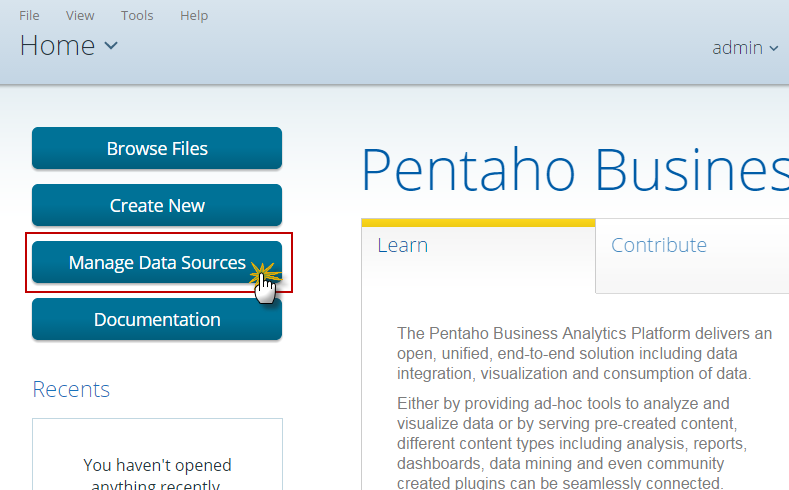 File View Tools Help
Home
admin
Browse Files
Create New
Manage Data Sources
Documentation
Recents
You haven't opened
anything recently
Pentaho Busines
Learn Contribute
The Pentaho Business Analytics Platform delivers an
open, unified, end-to-end solution including data
integration, visualization and consumption of data.
Either by providing ad-hoc tools to analyze and
visualize data or by serving pre-created content,
different content types including analysis, reports,
dashboards, data mining and even community
created plugins can be seamlessly connected.